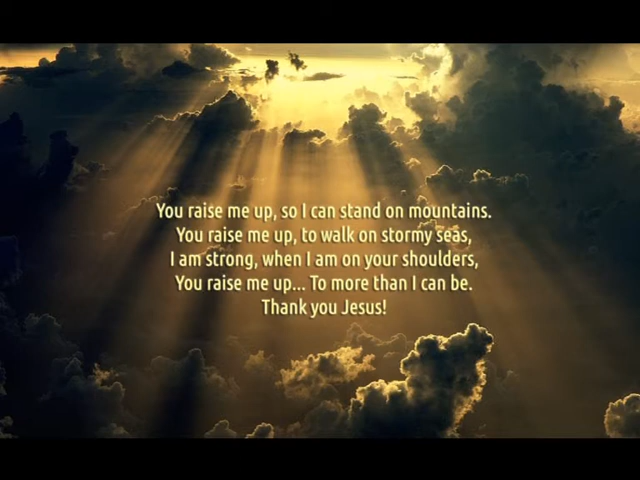 You raise me up, so I can stand on mountains.
You raise me up, to walk on stormy seas,
I am strong, when I am on your shoulders,
You raise me up... To more than I can be.
Thank you Jesus!